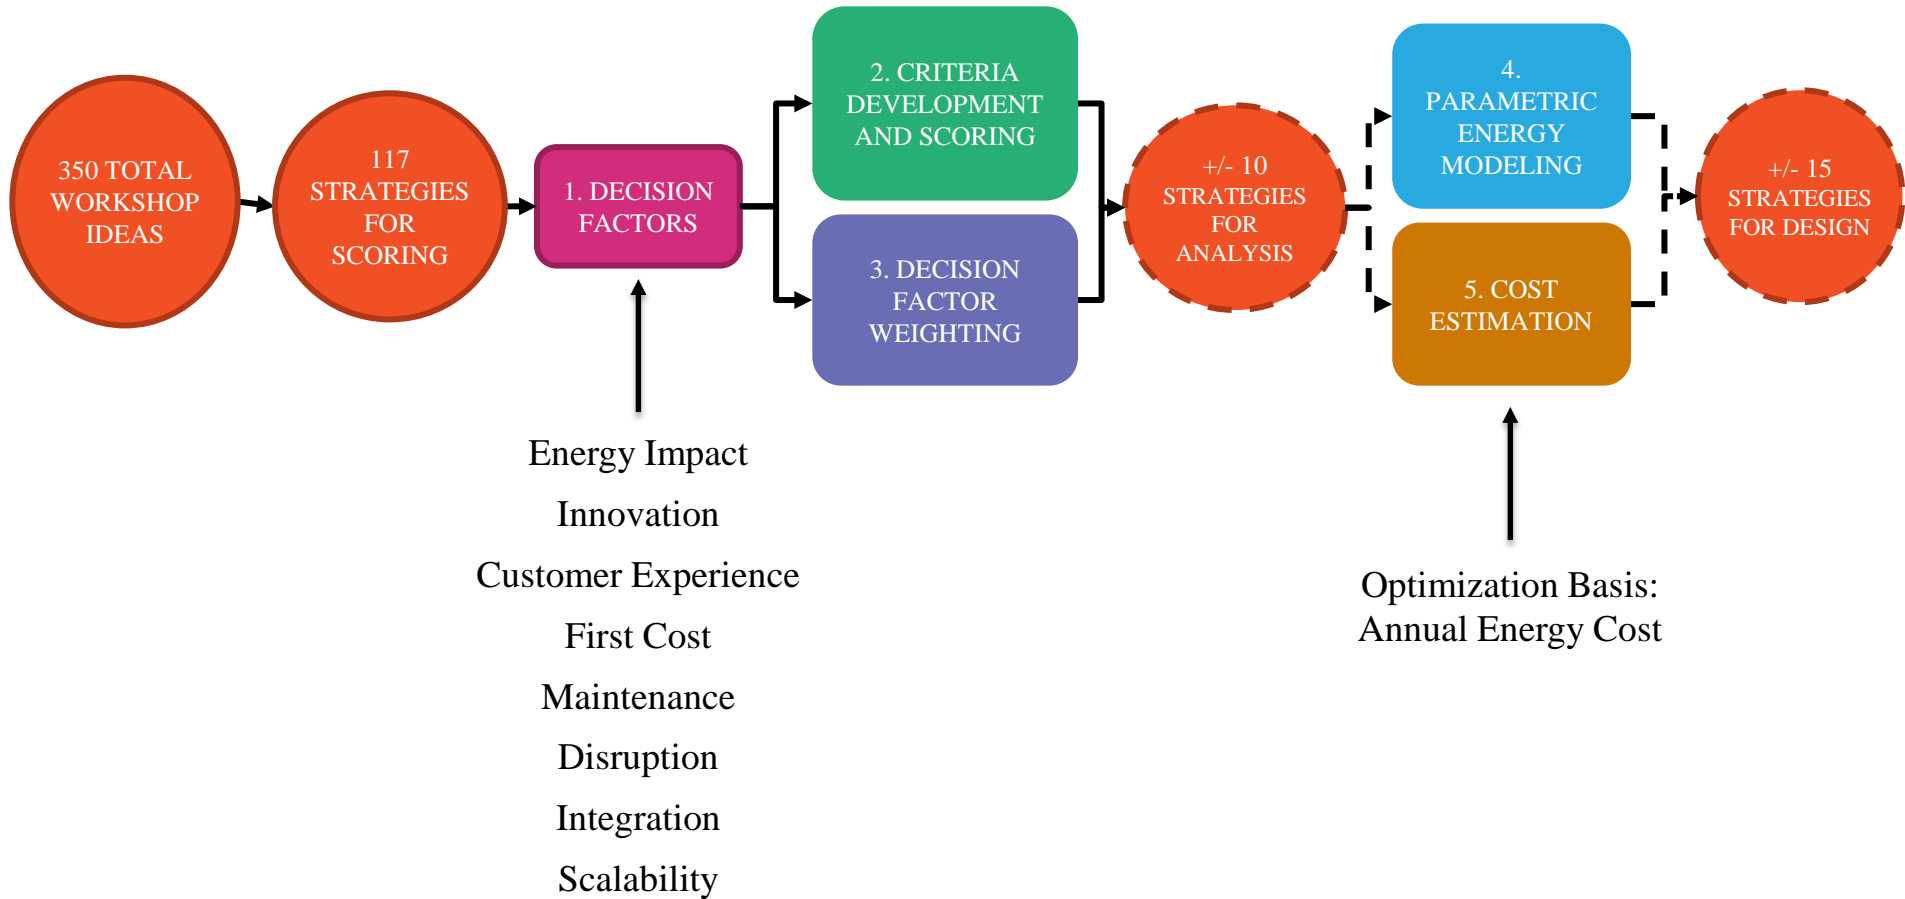 350 TOTAL
WORKSHOP
IDEAS
117
STRATEGIES
FOR
SCORING
1. DECISION
FACTORS
2. CRITERIA
DEVELOPMENT
AND SCORING
3. DECISION
FACTOR
WEIGHTING
+/- 10
STRATEGIES
FOR
ANALYSIS
4.
PARAMETRIC
ENERGY
MODELING
5. COST
ESTIMATION
+/- 15
STRATEGIES
FOR DESIGN
Energy Impact
Innovation
Customer Experience
First Cost
Maintenance
Disruption
Integration
Scalability
Optimization Basis:
Annual Energy Cost